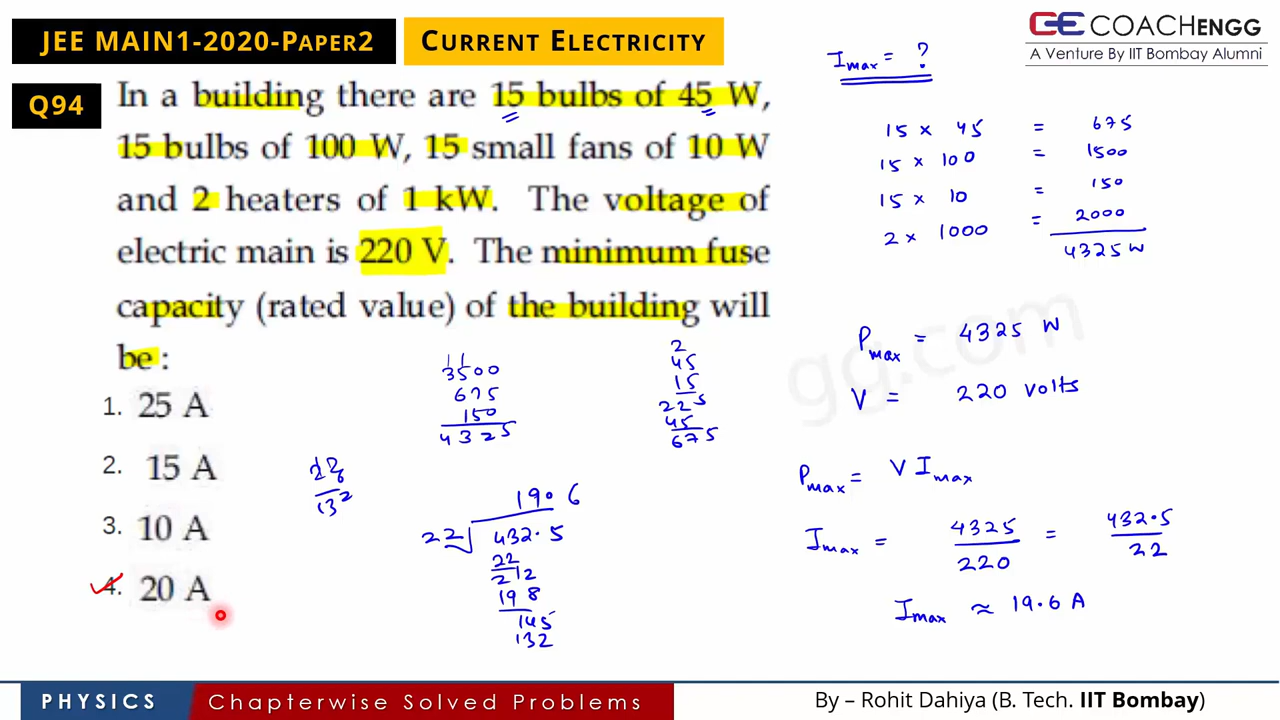 JEE MAIN1-2020-PAPER2
CURRENT ELECTRICITY
CEE COACHENGG
A Venture By IIT Bombay Alumni
Q94
In a building there are 15 bulbs of 45 W,
15 bulbs of 100 W, 15 small fans of 10 W
and 2 heaters of 1 kW. The voltage of
electric main is 220 V. The minimum fuse
capacity (rated value) of the building will
be :
1. 25 A
2. 15 A
3. 10 A
4. 20 A
11
3500
675
150
4325
2
45
15
225
45
675
132
19.6
22 432.5
22
212
198
145
132
Imax = ?
15 × 45 = 675
15 × 100 = 1500
15 × 10 = 150
2 × 1000 = 2000
4325 W
gg.com
Pmax = 4325 W
V = 220 volts
Pmax = V Imax
Imax = 4325/220 = 432.5/22
Imax ≈ 19.6 A
PHYSICS
Chapterwise Solved Problems
By – Rohit Dahiya (B. Tech. IIT Bombay)